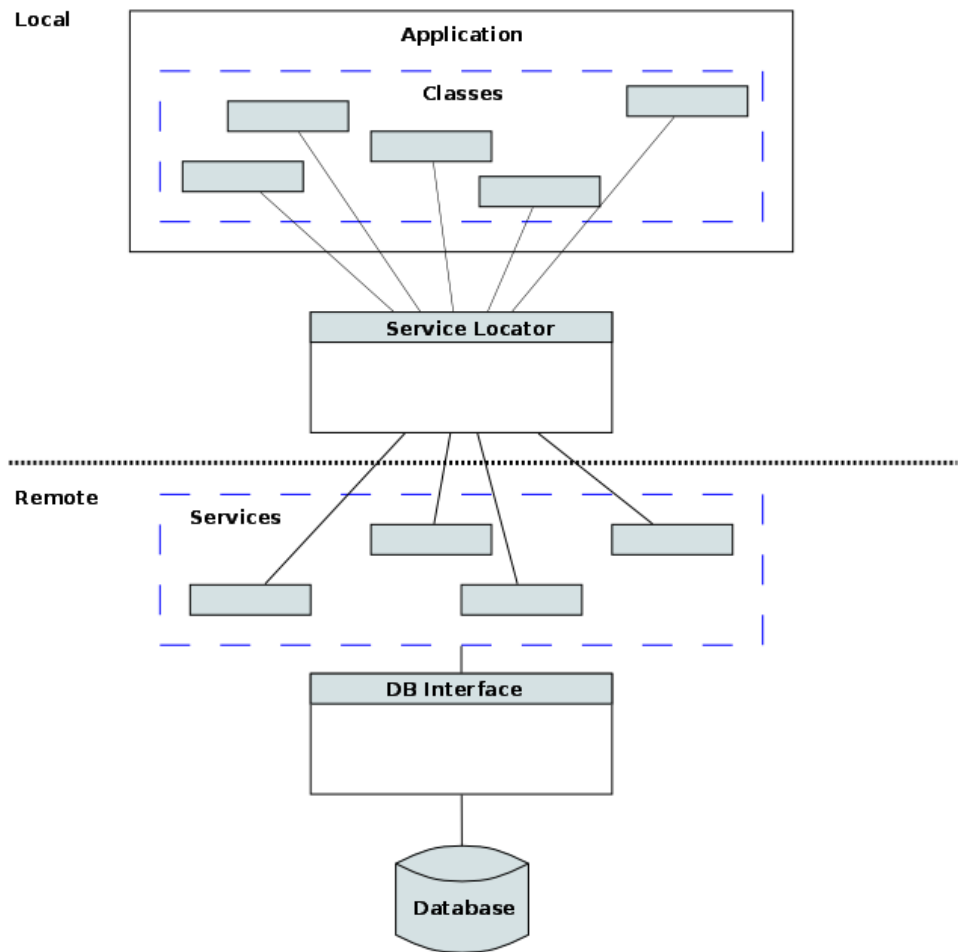 Local
Application
Classes
Service Locator
Remote
Services
DB Interface
Database